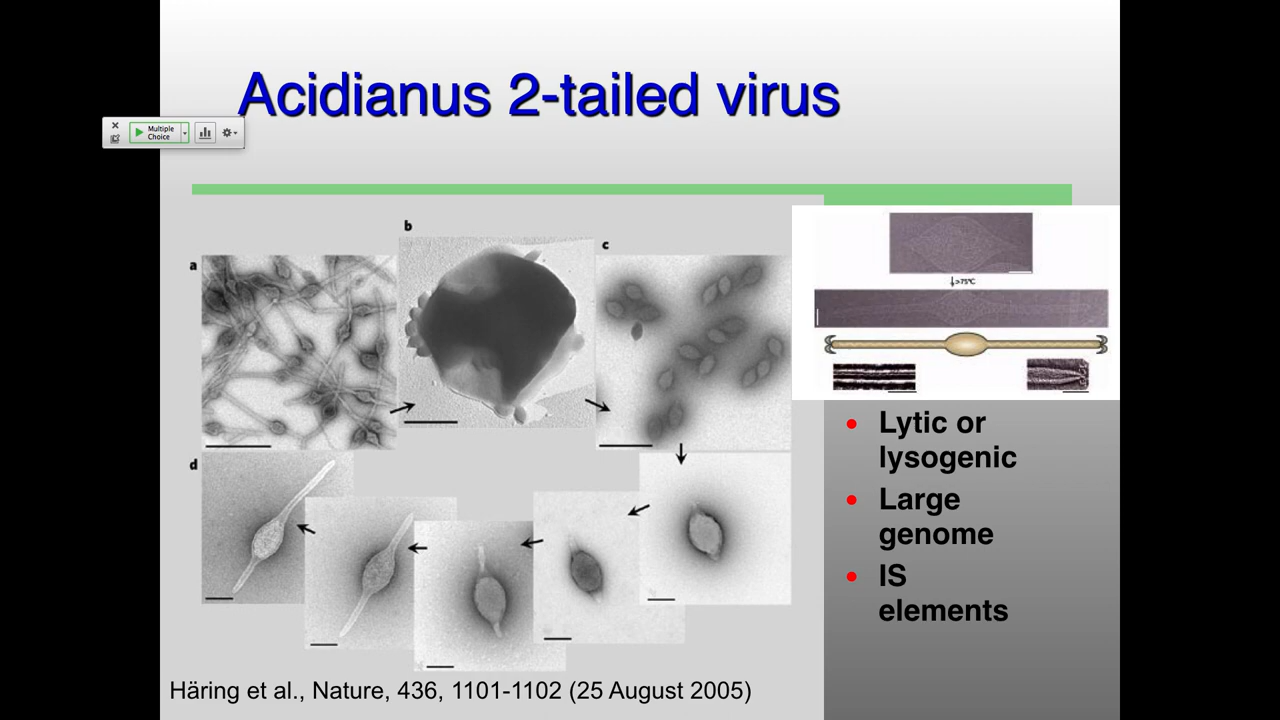 Acidianus 2-tailed virus
Multiple
Choice
a
b
c
d
>75°C
• Lytic or
lysogenic
• Large
genome
• IS
elements
Häring et al., Nature, 436, 1101-1102 (25 August 2005)